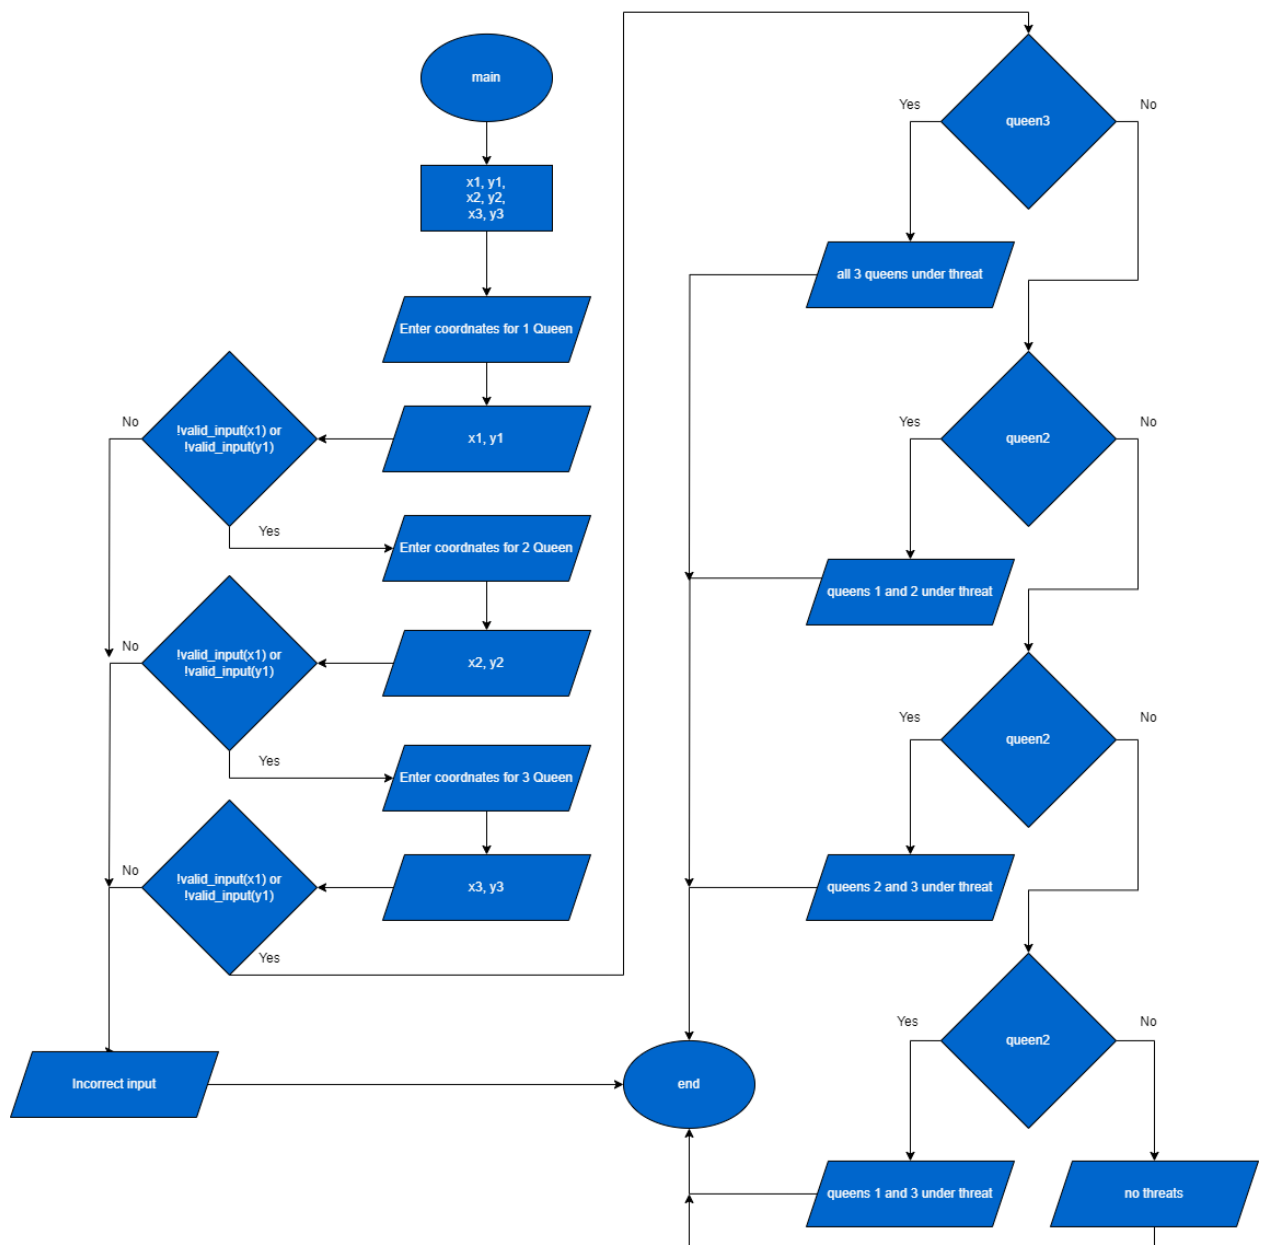 main
x1, y1,
x2, y2,
x3, y3
Enter coordnates for 1 Queen
x1, y1
!valid_input(x1) or
!valid_input(y1)
No
Yes
Enter coordnates for 2 Queen
x2, y2
!valid_input(x1) or
!valid_input(y1)
No
Yes
Enter coordnates for 3 Queen
x3, y3
!valid_input(x1) or
!valid_input(y1)
No
Yes
Incorrect input
end
queen3
Yes
No
all 3 queens under threat
queen2
Yes
No
queens 1 and 2 under threat
queen2
Yes
No
queens 2 and 3 under threat
queen2
Yes
No
queens 1 and 3 under threat
no threats